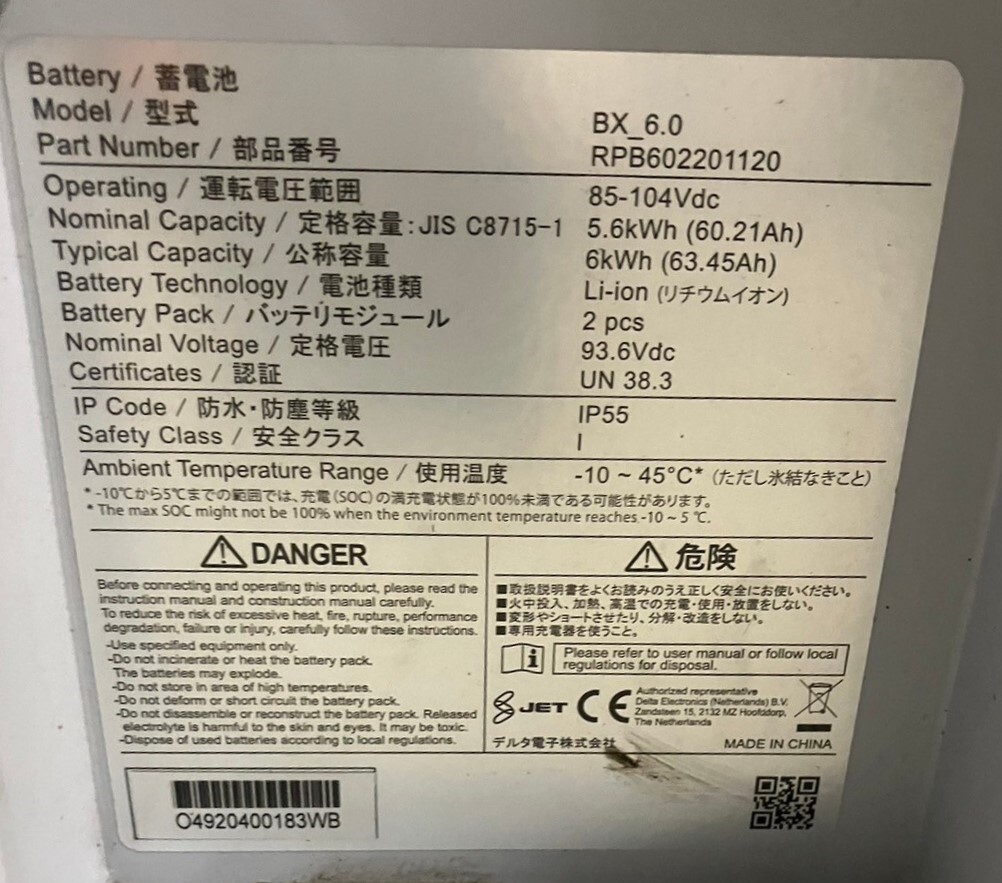 Battery / 蓄電池
Model / 型式 BX_6.0
Part Number / 部品番号 RPB602201120
Operating / 運転電圧範囲 85-104Vdc
Nominal Capacity / 定格容量:JIS C8715-1 5.6kWh (60.21Ah)
Typical Capacity / 公称容量 6kWh (63.45Ah)
Battery Technology / 電池種類 Li-ion (リチウムイオン)
Battery Pack / バッテリモジュール 2 pcs
Nominal Voltage / 定格電圧 93.6Vdc
Certificates / 認証 UN 38.3
IP Code / 防水・防塵等級 IP55
Safety Class / 安全クラス I
Ambient Temperature Range / 使用温度 -10 ~ 45°C* (ただし氷結なきこと)
* -10℃から5℃までの範囲では、充電(SOC)の満充電状態が100%未満である可能性があります。
* The max SOC might not be 100% when the environment temperature reaches -10 ~ 5 ℃.
⚠ DANGER
Before connecting and operating this product, please read the
instruction manual and construction manual carefully.
To reduce the risk of excessive heat, fire, rupture, performance
degradation, failure or injury, carefully follow these instructions.
-Use specified equipment only.
-Do not incinerate or heat the battery pack.
The batteries may explode.
-Do not store in area of high temperatures.
-Do not deform or short circuit the battery pack.
-Do not disassemble or reconstruct the battery pack. Released
electrolyte is harmful to the skin and eyes. It may be toxic.
-Dispose of used batteries according to local regulations.
⚠ 危険
■取扱説明書をよくお読みのうえ正しく安全にお使いください。
■火中投入、加熱、高温での充電・使用・放置をしない。
■変形やショートさせたり、分解・改造をしない。
■専用充電器を使うこと。
Please refer to user manual or follow local
regulations for disposal.
JET CE
Authorized representative
Delta Electronics (Netherlands) B.V.
Zandsteen 15, 2132 MZ Hoofddorp,
The Netherlands
デルタ電子株式会社 MADE IN CHINA
O4920400183WB